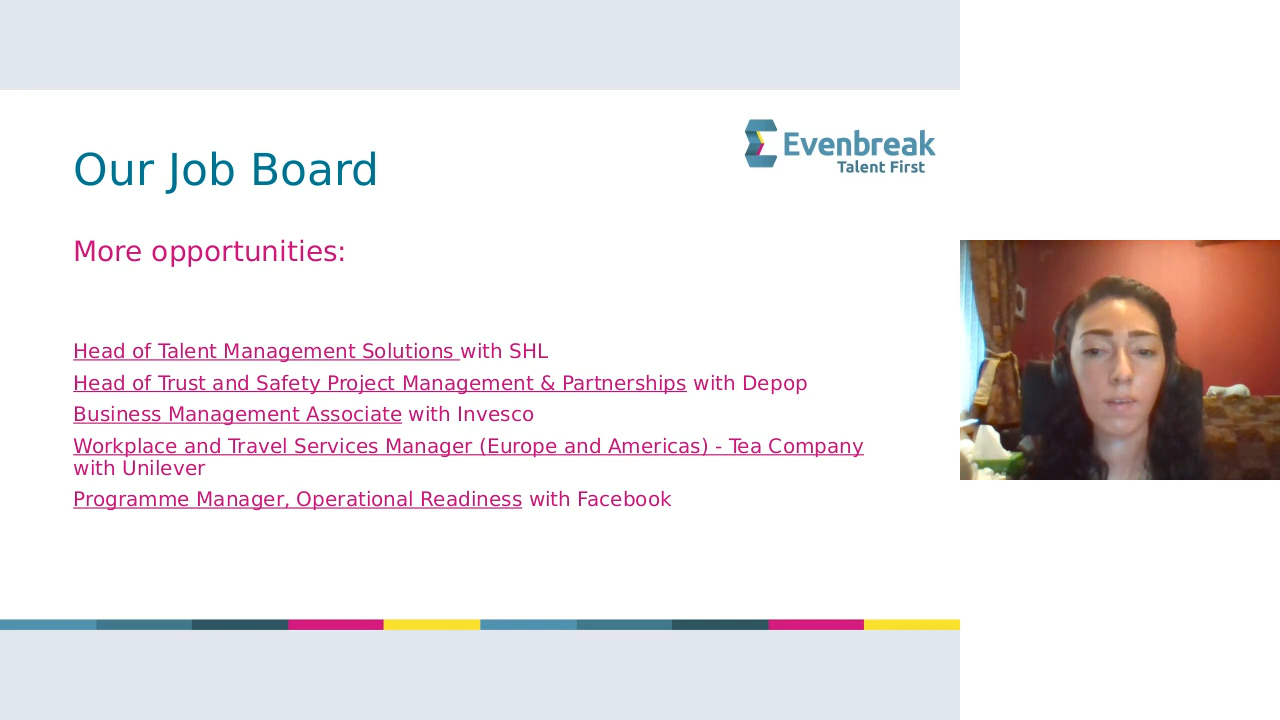 Evenbreak
Talent First
Our Job Board
More opportunities:
Head of Talent Management Solutions with SHL
Head of Trust and Safety Project Management & Partnerships with Depop
Business Management Associate with Invesco
Workplace and Travel Services Manager (Europe and Americas) - Tea Company
with Unilever
Programme Manager, Operational Readiness with Facebook